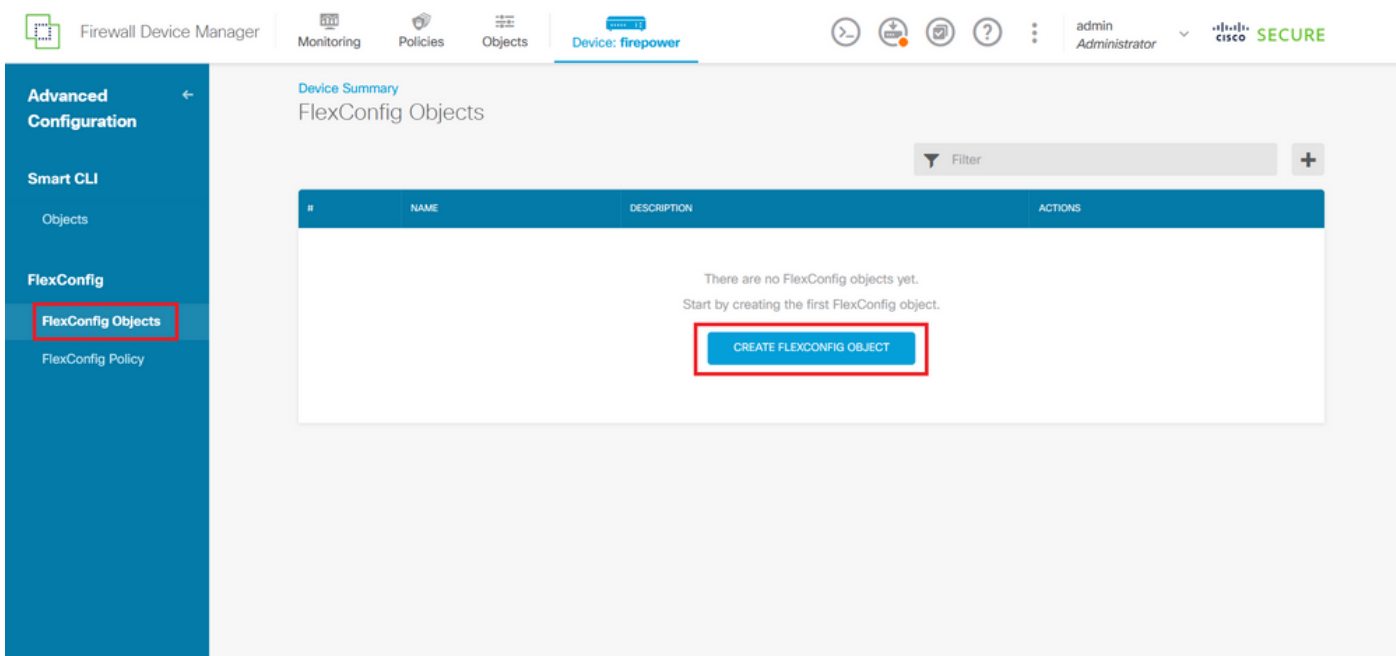 Firewall Device Manager
Monitoring
Policies
Objects
Device: firepower
admin
Administrator
cisco SECURE
Advanced
Configuration
Smart CLI
Objects
FlexConfig
FlexConfig Objects
FlexConfig Policy
Device Summary
FlexConfig Objects
Filter
# NAME DESCRIPTION ACTIONS
There are no FlexConfig objects yet.
Start by creating the first FlexConfig object.
CREATE FLEXCONFIG OBJECT